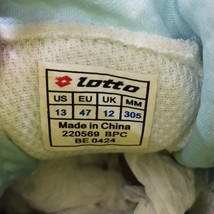 lotto
US EU UK MM
13 47 12 305
Made in China
220569 BPC
BE 0424